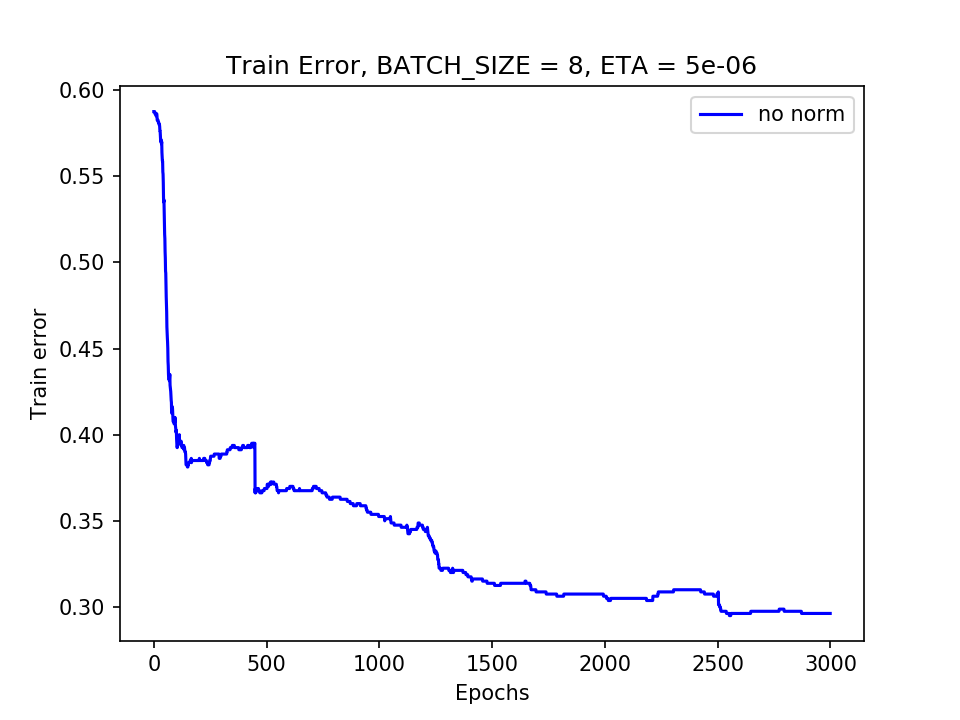 Train Error, BATCH_SIZE = 8, ETA = 5e-06
no norm
0.60
0.55
0.50
0.45
0.40
0.35
0.30
Train error
0 500 1000 1500 2000 2500 3000
Epochs